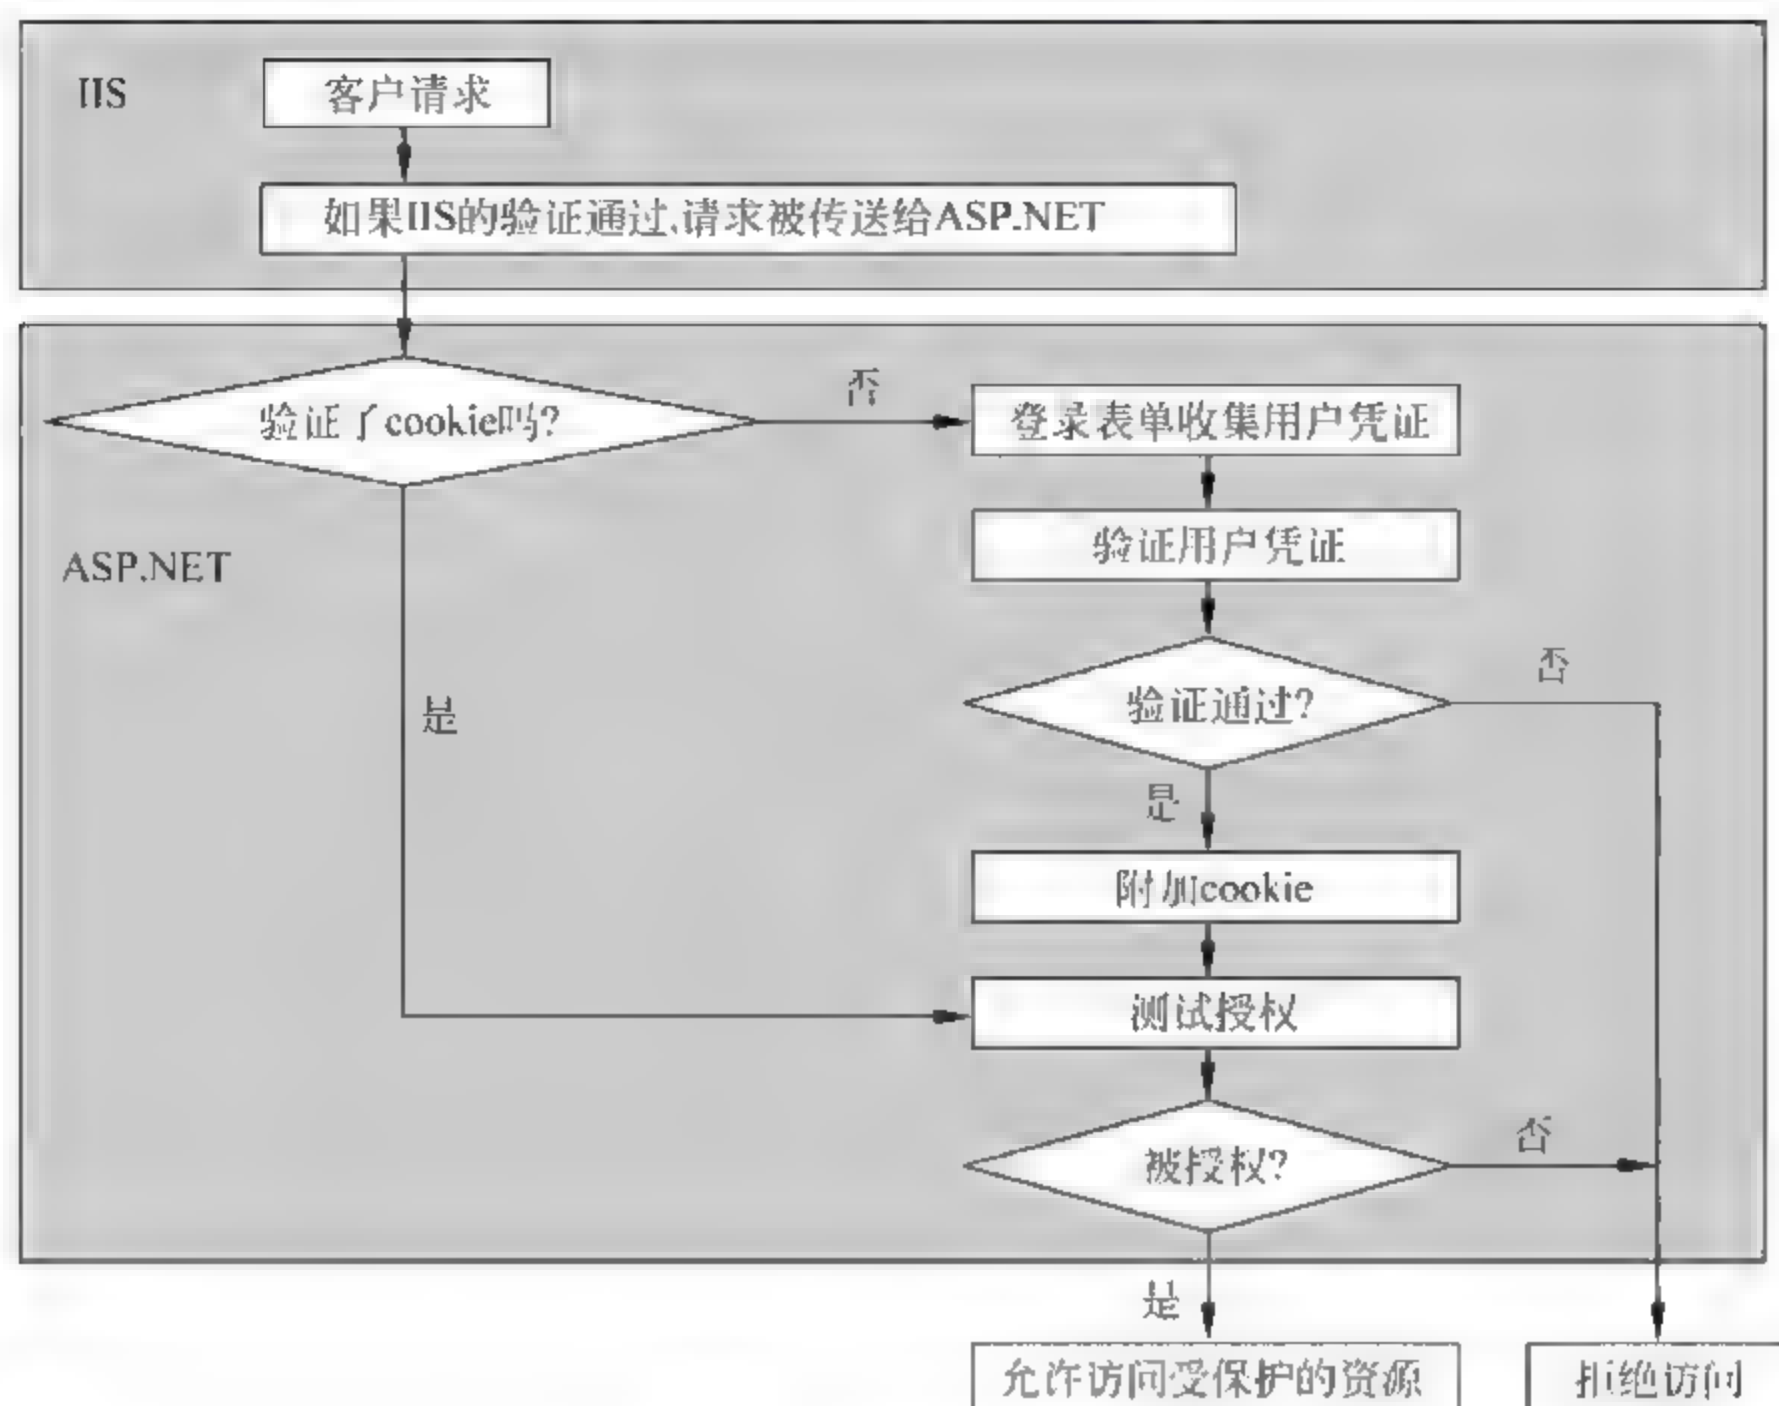 IIS
客户请求
如果IIS的验证通过,请求被传送给ASP.NET
验证了cookie吗?
否
登录表单收集用户凭证
验证用户凭证
ASP.NET
验证通过?
否
是
是
附加cookie
测试授权
被授权?
否
是
允许访问受保护的资源
拒绝访问